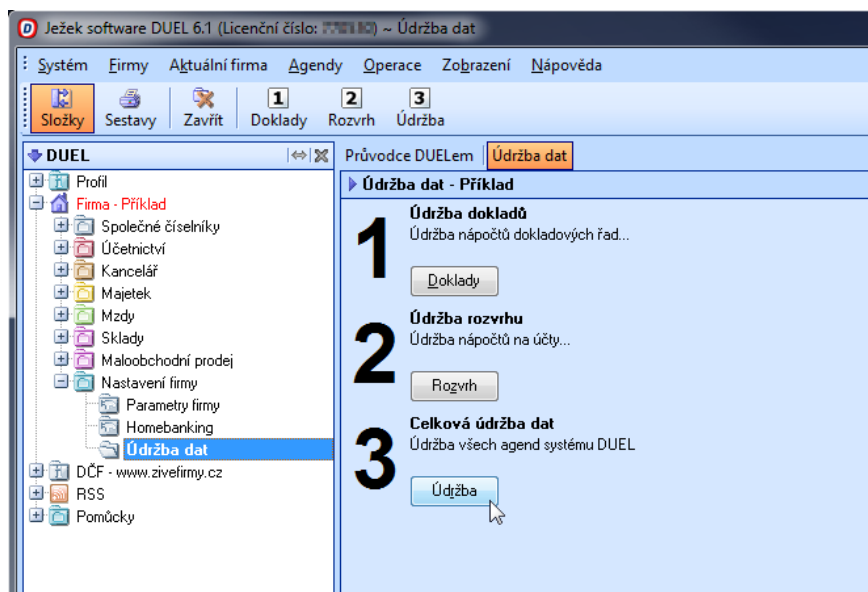 Ježek software DUEL 6.1 (Licenční číslo: ) ~ Údržba dat
Systém Firmy Aktuální firma Agendy Operace Zobrazení Nápověda
Složky Sestavy Zavřít 1 Doklady 2 Rozvrh 3 Údržba
DUEL
Profil
Firma - Příklad
Společné číselníky
Účetnictví
Kancelář
Majetek
Mzdy
Sklady
Maloobchodní prodej
Nastavení firmy
Parametry firmy
Homebanking
Údržba dat
DČF - www.zivefirmy.cz
RSS
Pomůcky
Průvodce DUELem Údržba dat
Údržba dat - Příklad
1
Údržba dokladů
Údržba nápočtů dokladových řad...
Doklady
2
Údržba rozvrhu
Údržba nápočtů na účty...
Rozvrh
3
Celková údržba dat
Údržba všech agend systému DUEL
Údržba